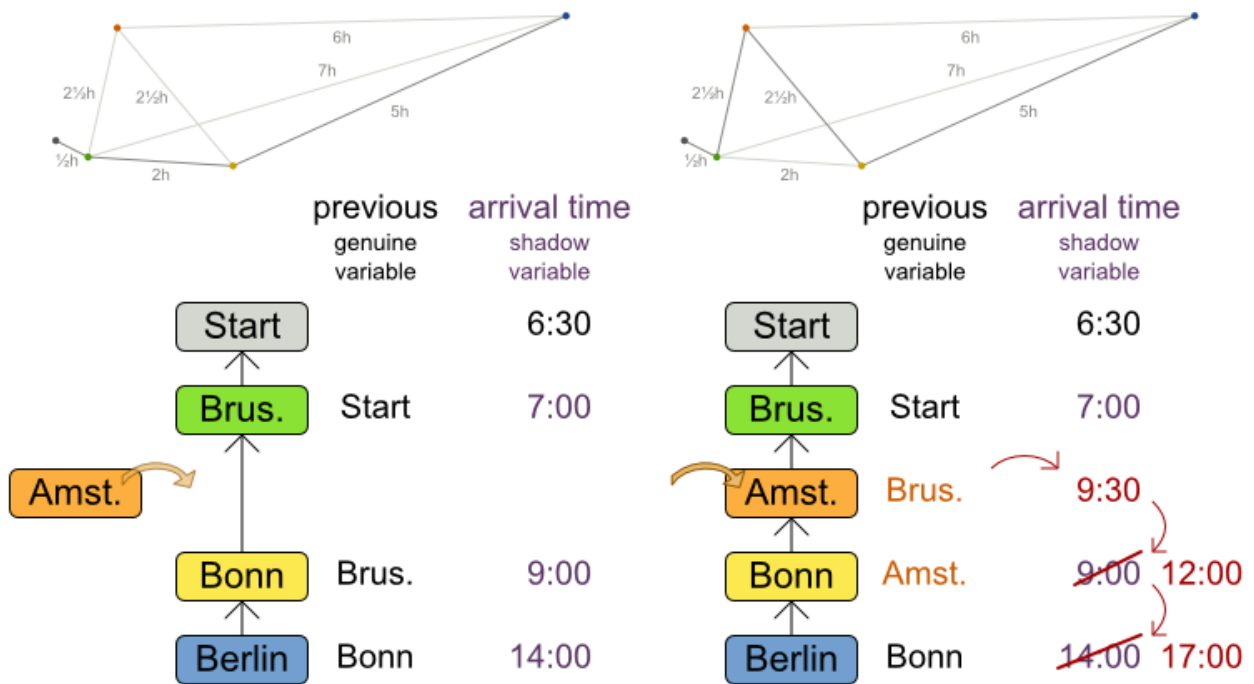 6h
7h
2½h
2½h
5h
½h
2h
previous arrival time
genuine shadow
variable variable
Start 6:30
Brus. Start 7:00
Amst.
Bonn Brus. 9:00
Berlin Bonn 14:00
6h
7h
2½h
2½h
5h
½h
2h
previous arrival time
genuine shadow
variable variable
Start 6:30
Brus. Start 7:00
Amst. Brus. 9:30
Bonn Amst. 9:00 12:00
Berlin Bonn 14:00 17:00